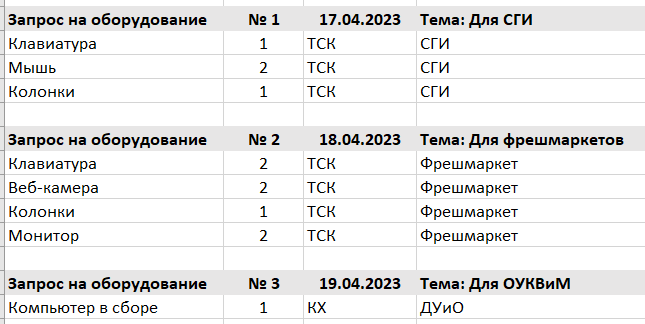 Запрос на оборудование № 1 17.04.2023 Тема: Для СГИ
Клавиатура 1 ТСК СГИ
Мышь 2 ТСК СГИ
Колонки 1 ТСК СГИ
Запрос на оборудование № 2 18.04.2023 Тема: Для фрешмаркетов
Клавиатура 2 ТСК Фрешмаркет
Веб-камера 2 ТСК Фрешмаркет
Колонки 1 ТСК Фрешмаркет
Монитор 2 ТСК Фрешмаркет
Запрос на оборудование № 3 19.04.2023 Тема: Для ОУКВиМ
Компьютер в сборе 1 КХ ДУиО